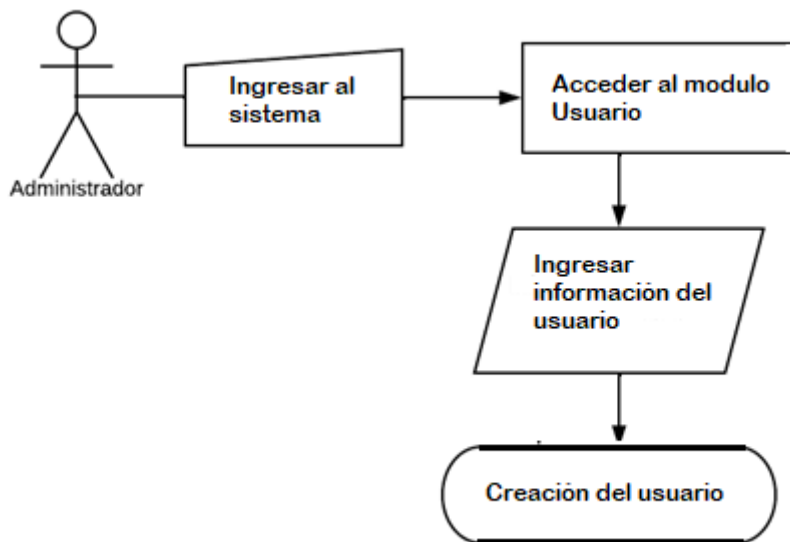 Ingresar al
sistema
Acceder al modulo
Usuario
Administrador
Ingresar
información del
usuario
Creación del usuario